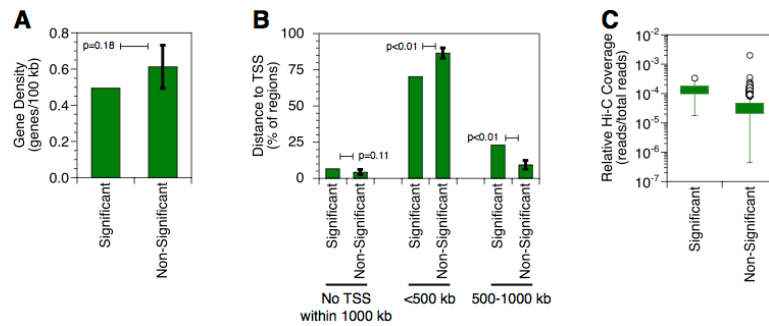 A
Gene Density
(genes/100 kb)
0.8
0.6
0.4
0.2
0.0
p=0.18
Significant
Non-Significant
B
Distance to TSS
(% of regions)
100
75
50
25
0
p<0.01
p=0.11
p<0.01
Significant
Non-Significant
Significant
Non-Significant
Significant
Non-Significant
No TSS
within 1000 kb
<500 kb
500-1000 kb
C
Relative Hi-C Coverage
(reads/total reads)
10-1
10-2
10-3
10-4
10-5
10-6
10-7
Significant
Non-Significant